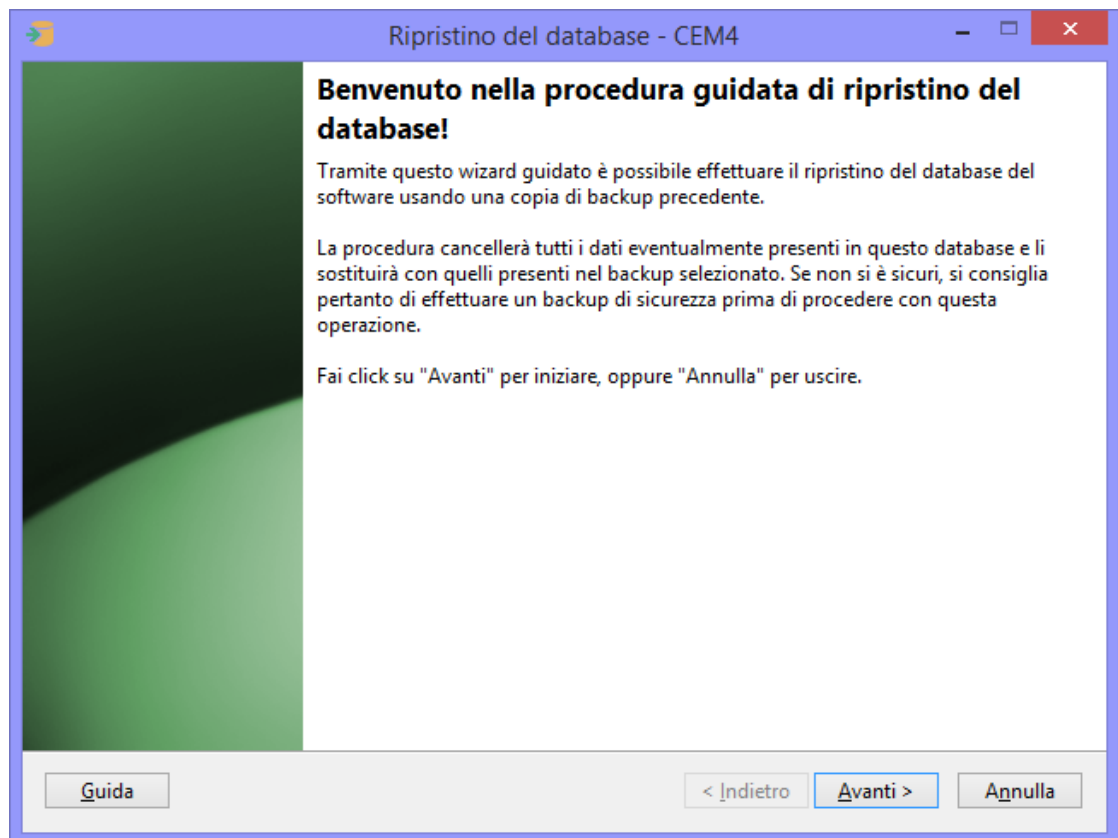 Ripristino del database - CEM4
Benvenuto nella procedura guidata di ripristino del
database!
Tramite questo wizard guidato è possibile effettuare il ripristino del database del
software usando una copia di backup precedente.
La procedura cancellerà tutti i dati eventualmente presenti in questo database e li
sostituirà con quelli presenti nel backup selezionato. Se non si è sicuri, si consiglia
pertanto di effettuare un backup di sicurezza prima di procedere con questa
operazione.
Fai click su "Avanti" per iniziare, oppure "Annulla" per uscire.
Guida
< Indietro
Avanti >
Annulla